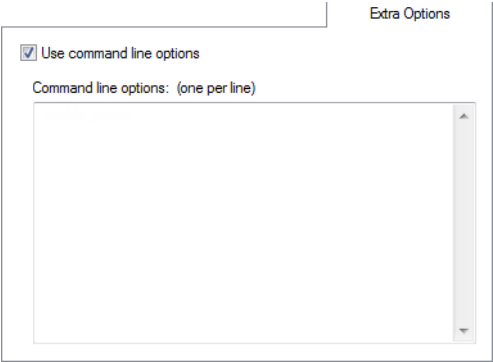 Extra Options
Use command line options
Command line options: (one per line)